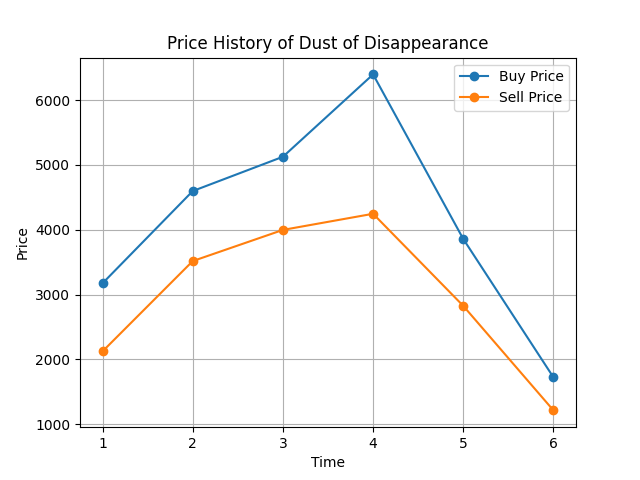 Price History of Dust of Disappearance
Buy Price
Sell Price
Price
6000
5000
4000
3000
2000
1000
1 2 3 4 5 6
Time